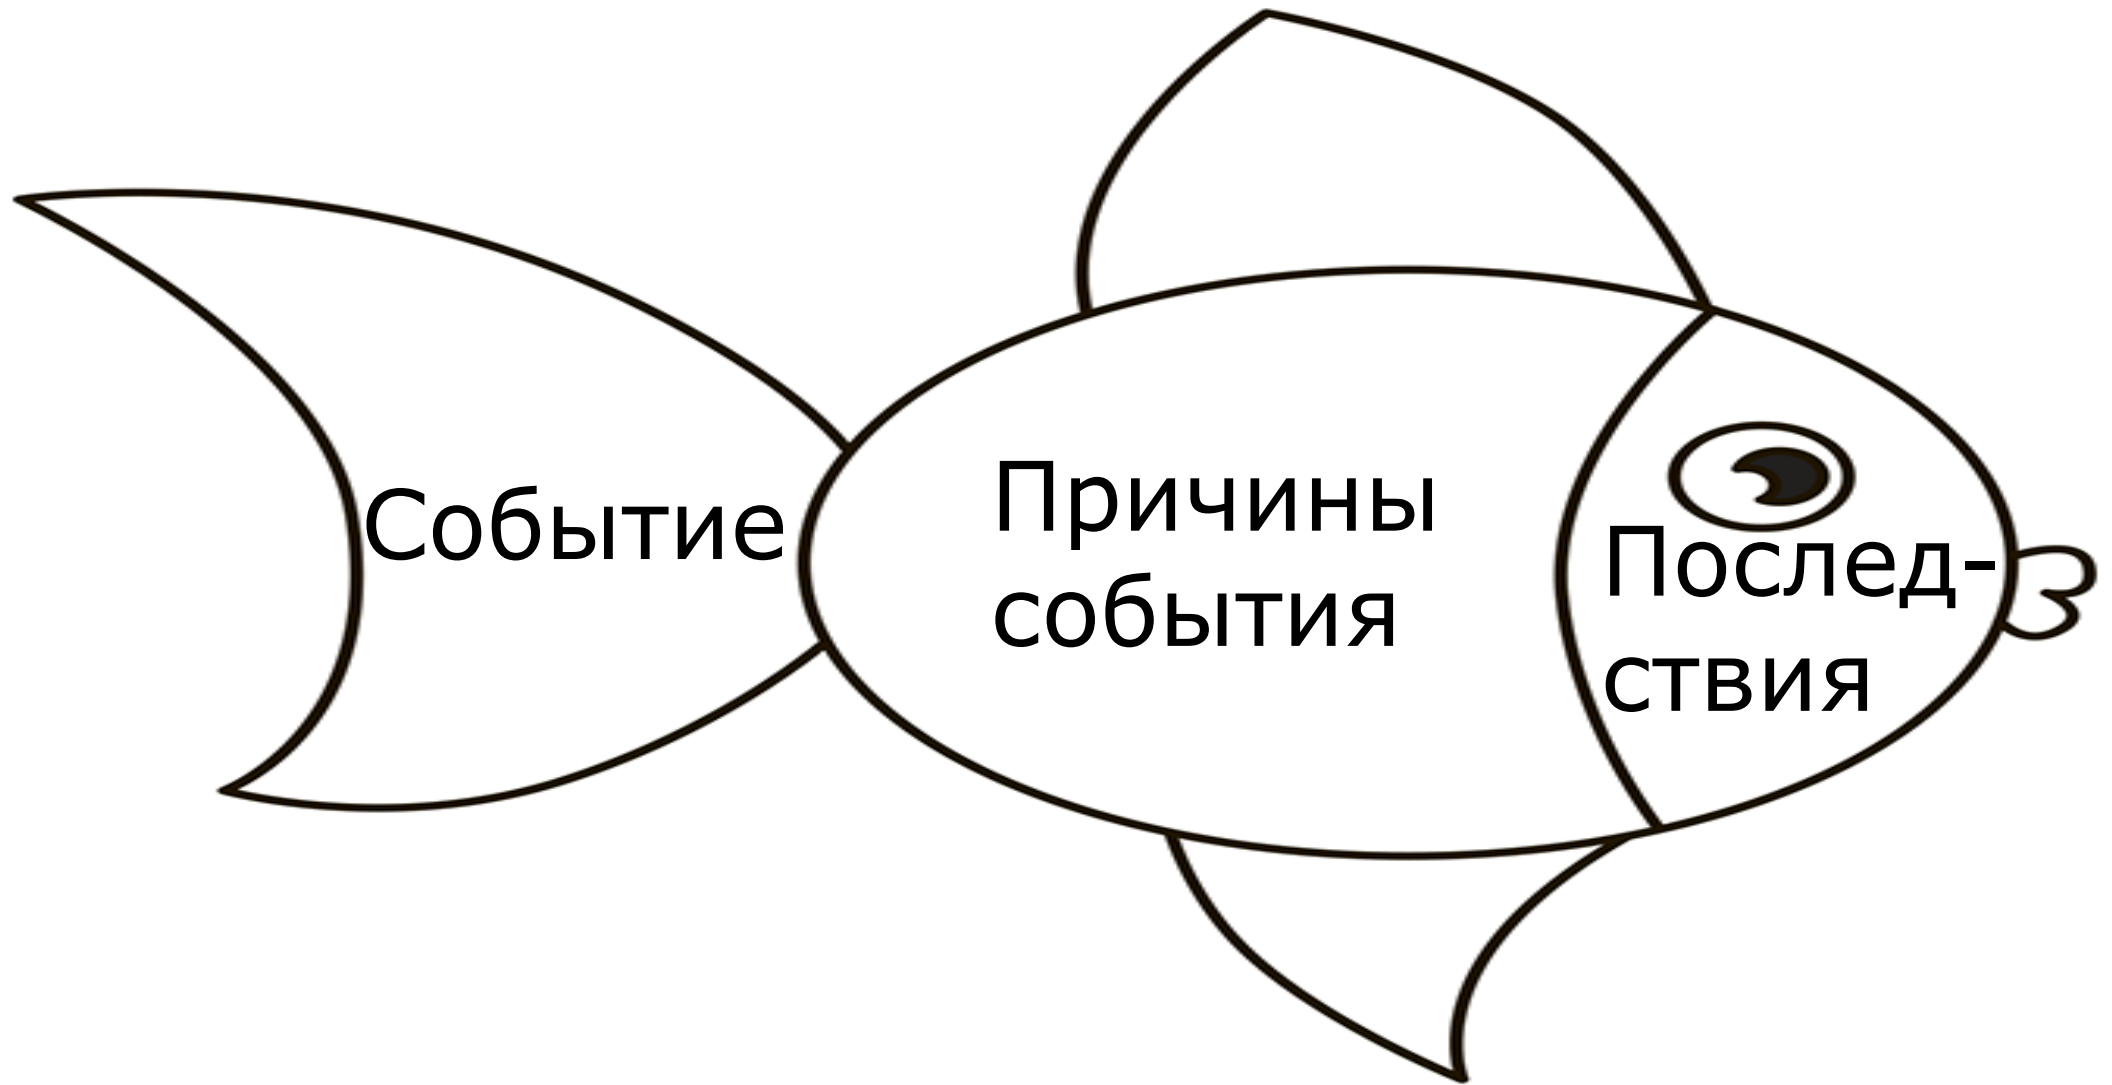 Событие
Причины
события
Послед-
ствия